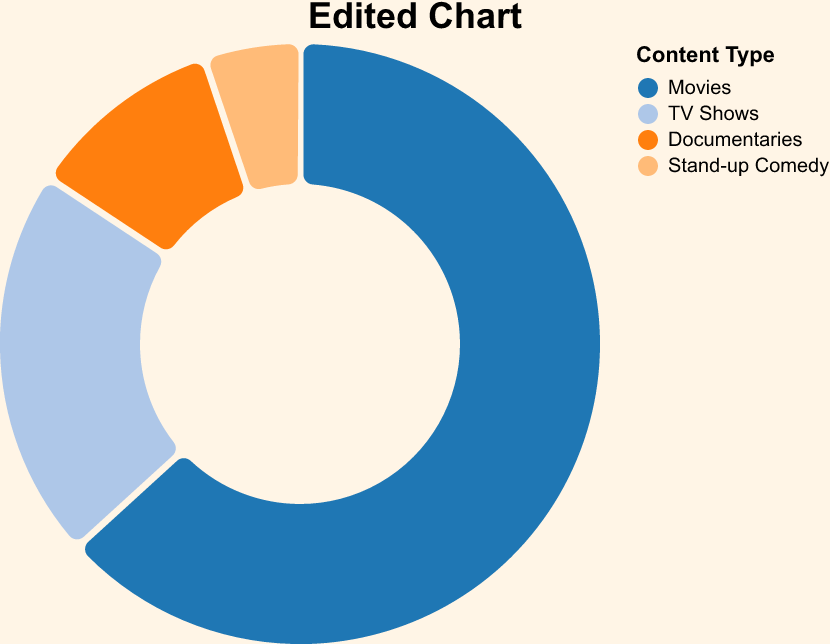 Edited Chart
Content Type
Movies
TV Shows
Documentaries
Stand-up Comedy